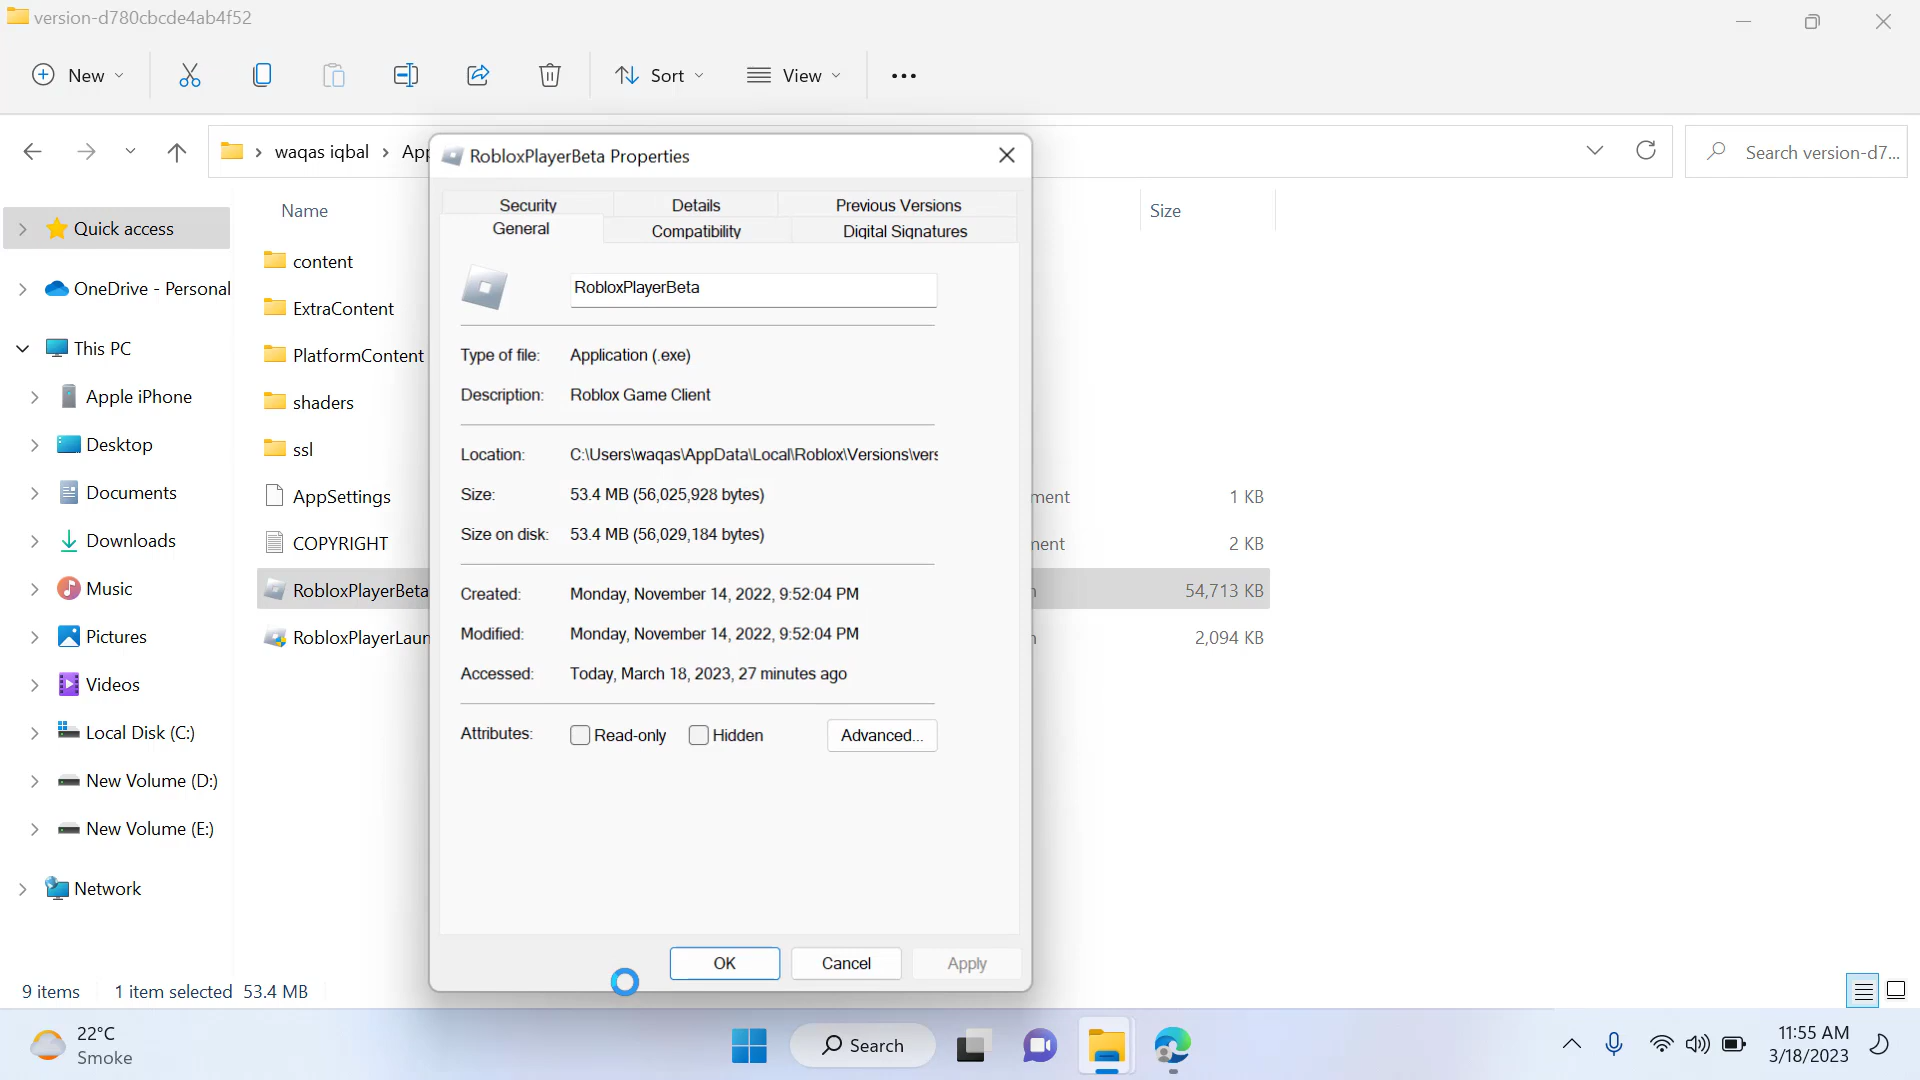 version-d780cbcde4ab4f52
New
Sort
View
waqas iqbal
App
Search version-d7...
RobloxPlayerBeta Properties
Security Details Previous Versions
General Compatibility Digital Signatures
RobloxPlayerBeta
Type of file: Application (.exe)
Description: Roblox Game Client
Location: C:\Users\waqas\AppData\Local\Roblox\Versions\vers
Size: 53.4 MB (56,025,928 bytes)
Size on disk: 53.4 MB (56,029,184 bytes)
Created: Monday, November 14, 2022, 9:52:04 PM
Modified: Monday, November 14, 2022, 9:52:04 PM
Accessed: Today, March 18, 2023, 27 minutes ago
Attributes: Read-only Hidden Advanced...
OK Cancel Apply
Quick access
OneDrive - Personal
This PC
Apple iPhone
Desktop
Documents
Downloads
Music
Pictures
Videos
Local Disk (C:)
New Volume (D:)
New Volume (E:)
Network
Name Size
content
ExtraContent
PlatformContent
shaders
ssl
AppSettings ment 1 KB
COPYRIGHT ment 2 KB
RobloxPlayerBeta n 54,713 KB
RobloxPlayerLaun n 2,094 KB
9 items 1 item selected 53.4 MB
22°C
Smoke
Search
11:55 AM
3/18/2023